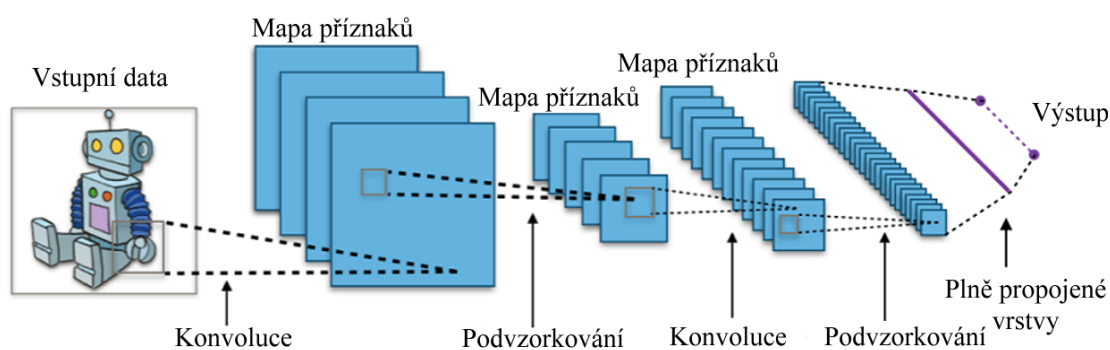 Vstupní data
Mapa příznaků
Mapa příznaků
Mapa příznaků
Výstup
Konvoluce
Podvzorkování
Konvoluce
Podvzorkování
Plně propojené
vrstvy